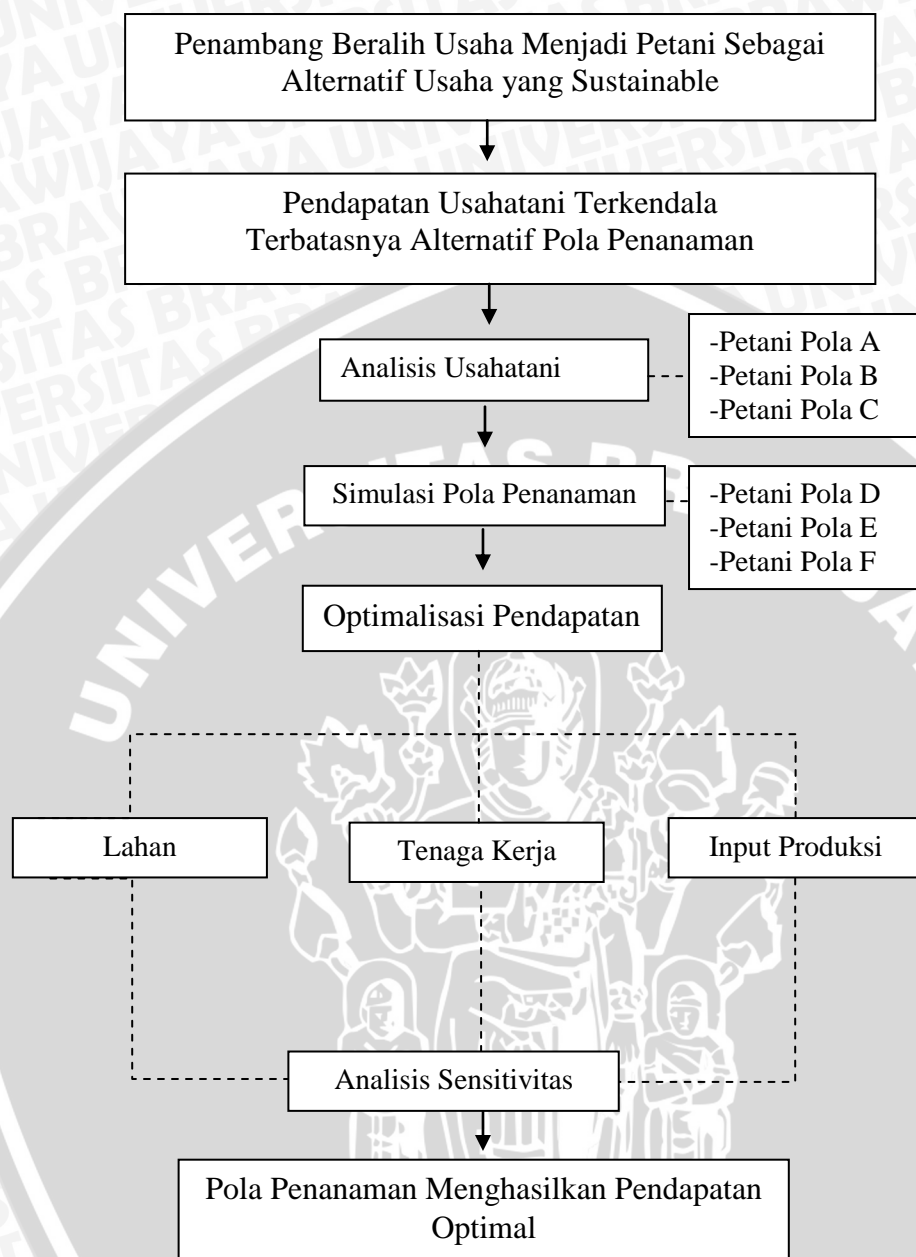 Penambang Beralih Usaha Menjadi Petani Sebagai
Alternatif Usaha yang Sustainable
Pendapatan Usahatani Terkendala
Terbatasnya Alternatif Pola Penanaman
Analisis Usahatani
-Petani Pola A
-Petani Pola B
-Petani Pola C
Simulasi Pola Penanaman
-Petani Pola D
-Petani Pola E
-Petani Pola F
Optimalisasi Pendapatan
Lahan
Tenaga Kerja
Input Produksi
Analisis Sensitivitas
Pola Penanaman Menghasilkan Pendapatan
Optimal